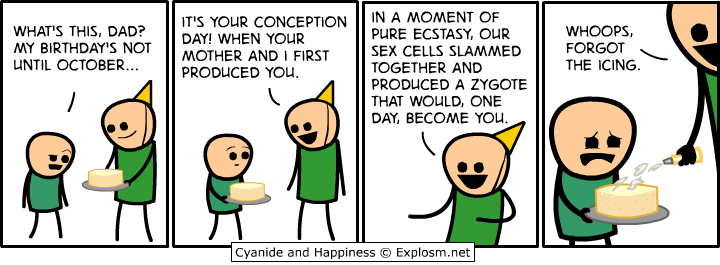 WHAT'S THIS, DAD?
MY BIRTHDAY'S NOT
UNTIL OCTOBER...
IT'S YOUR CONCEPTION
DAY! WHEN YOUR
MOTHER AND I FIRST
PRODUCED YOU.
IN A MOMENT OF
PURE ECSTASY, OUR
SEX CELLS SLAMMED
TOGETHER AND
PRODUCED A ZYGOTE
THAT WOULD, ONE
DAY, BECOME YOU.
WHOOPS,
FORGOT
THE ICING.
Cyanide and Happiness © Explosm.net